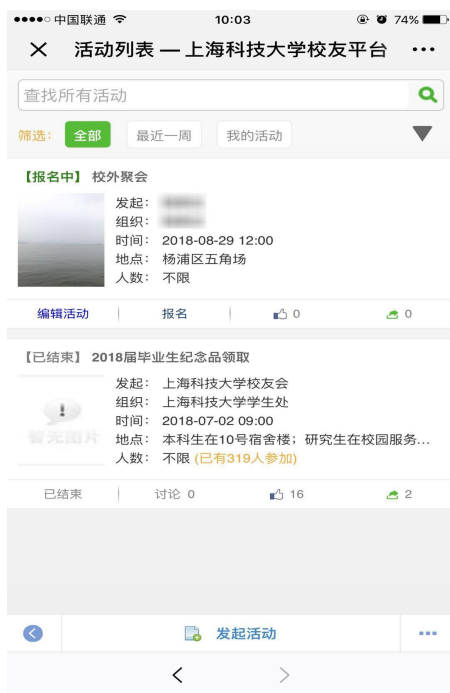 中国联通 10:03 74%
活动列表 — 上海科技大学校友平台
查找所有活动
筛选： 全部 最近一周 我的活动
【报名中】 校外聚会
发起：
组织：
时间： 2018-08-29 12:00
地点： 杨浦区五角场
人数： 不限
编辑活动 报名 0 0
【已结束】 2018届毕业生纪念品领取
发起： 上海科技大学校友会
组织： 上海科技大学学生处
时间： 2018-07-02 09:00
暂无图片
地点： 本科生在10号宿舍楼；研究生在校园服务...
人数： 不限 (已有319人参加)
已结束 讨论 0 16 2
发起活动